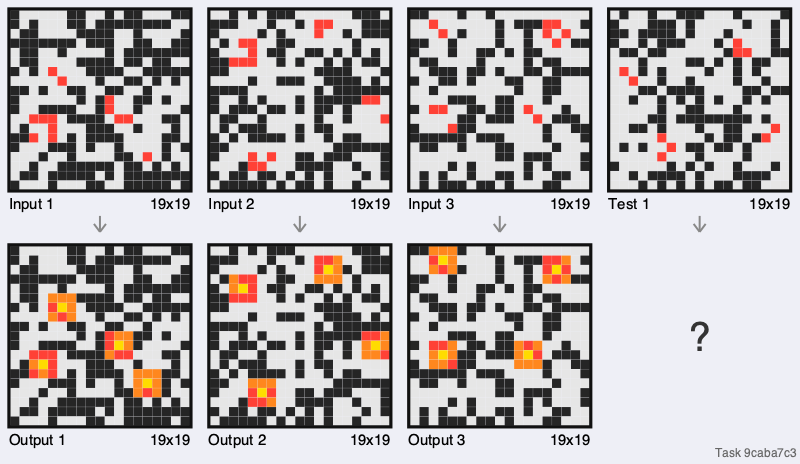 Input 1 19x19 Input 2 19x19 Input 3 19x19 Test 1 19x19
?
Output 1 19x19 Output 2 19x19 Output 3 19x19
Task 9caba7c3